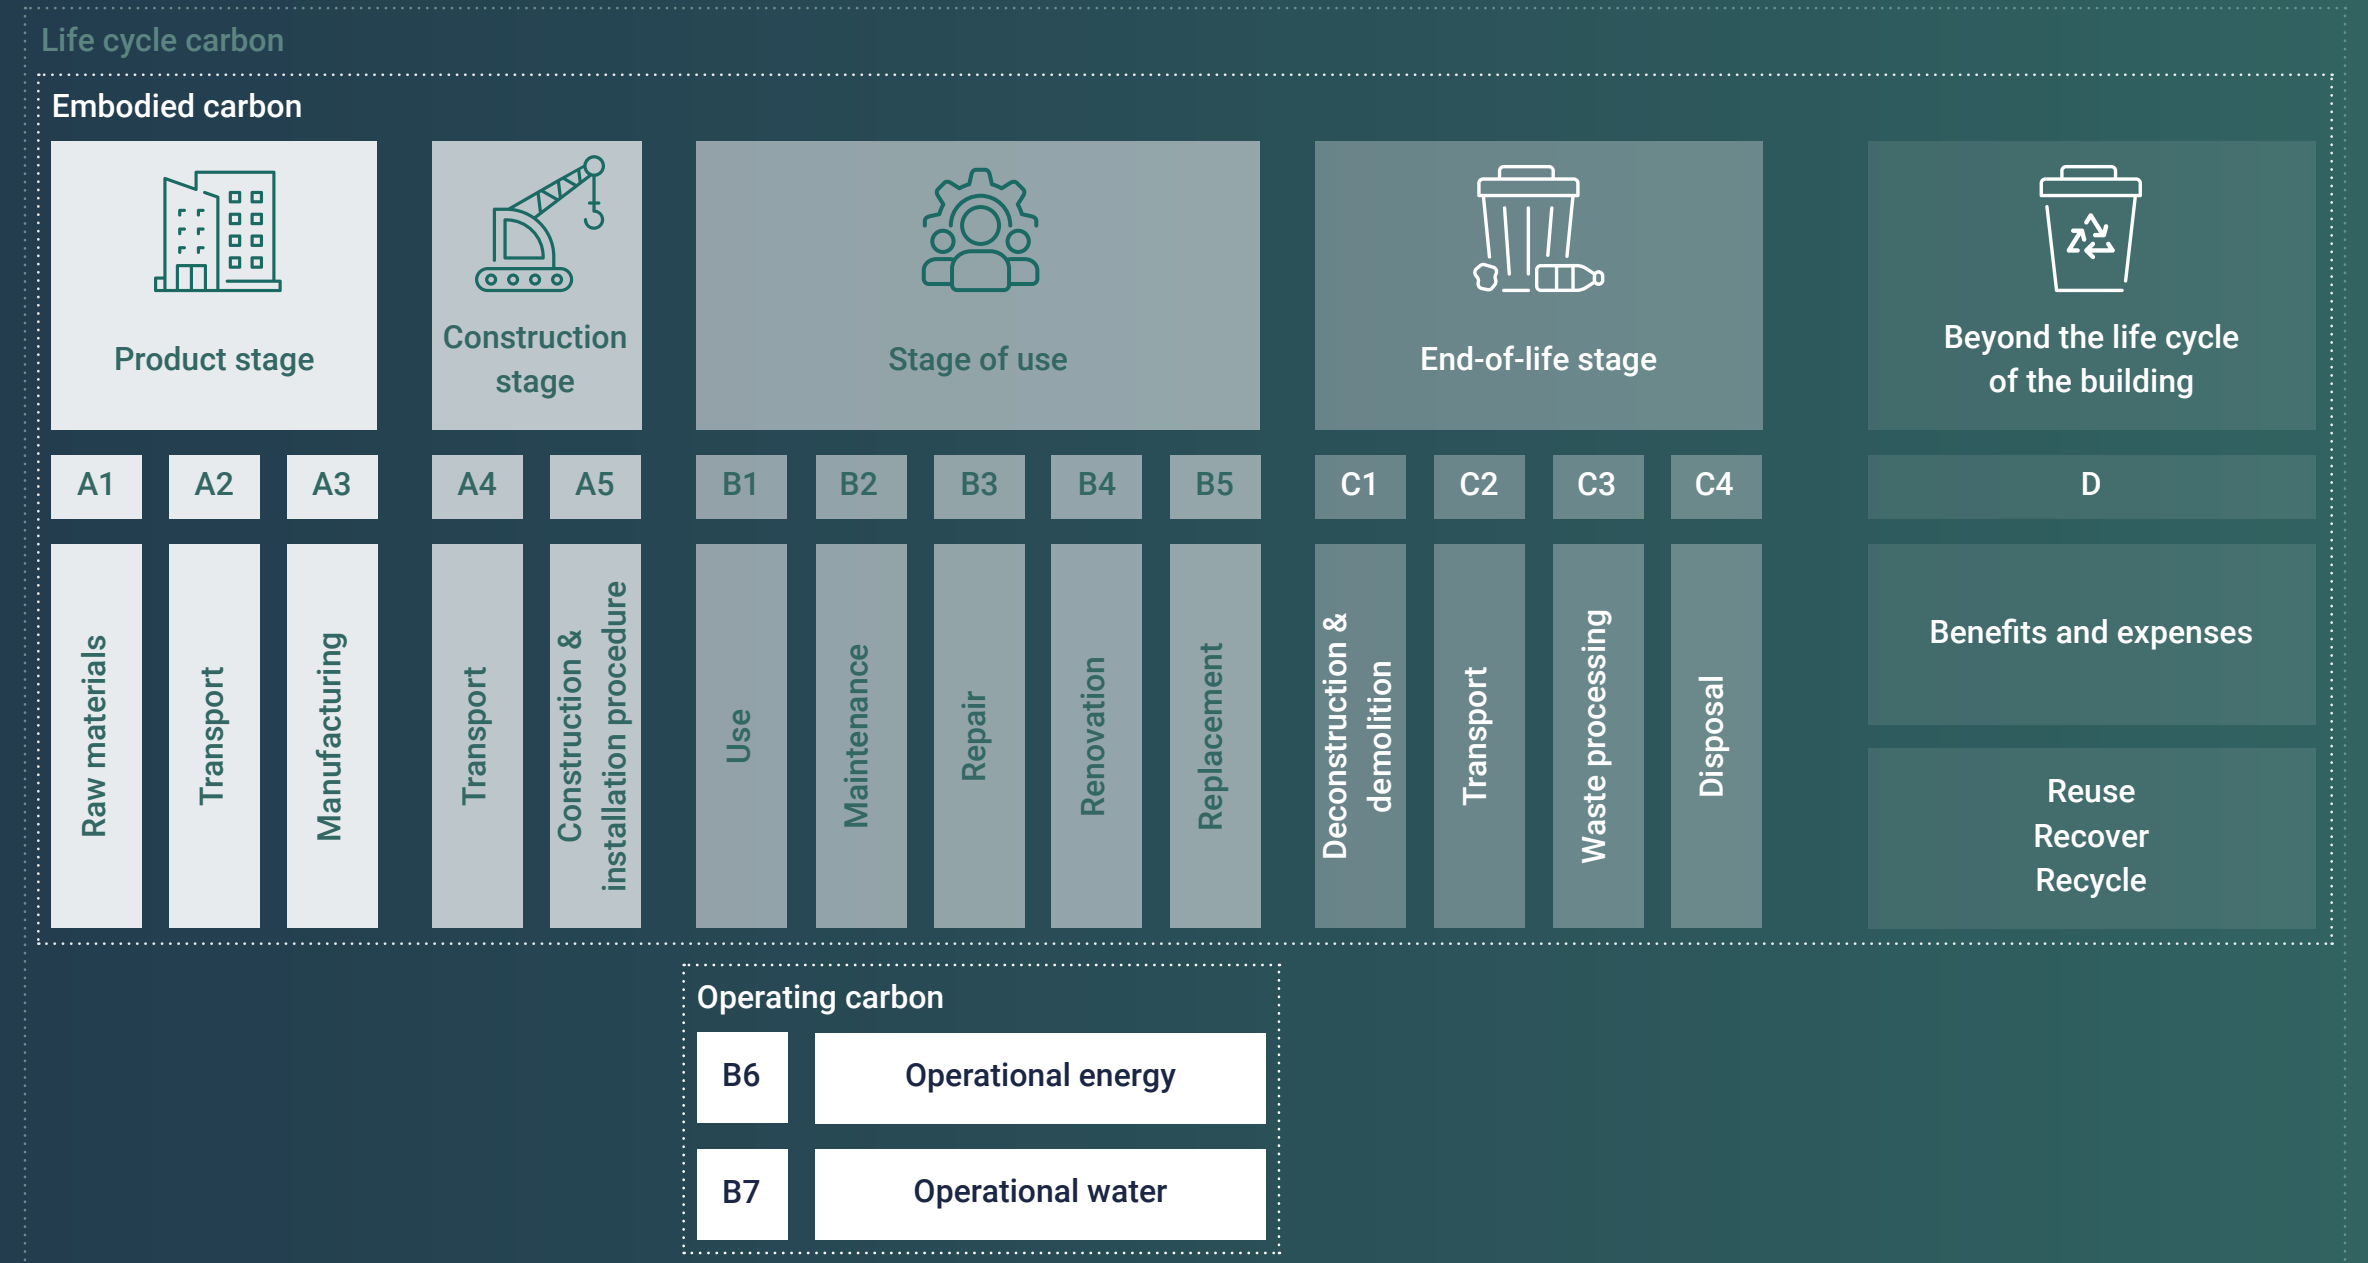 Life cycle carbon
Embodied carbon
Product stage
Construction
stage
Stage of use
End-of-life stage
Beyond the life cycle
of the building
A1
A2
A3
A4
A5
B1
B2
B3
B4
B5
C1
C2
C3
C4
D
Raw materials
Transport
Manufacturing
Transport
Construction &
installation procedure
Use
Maintenance
Repair
Renovation
Replacement
Deconstruction &
demolition
Transport
Waste processing
Disposal
Benefits and expenses
Reuse
Recover
Recycle
Operating carbon
B6
Operational energy
B7
Operational water